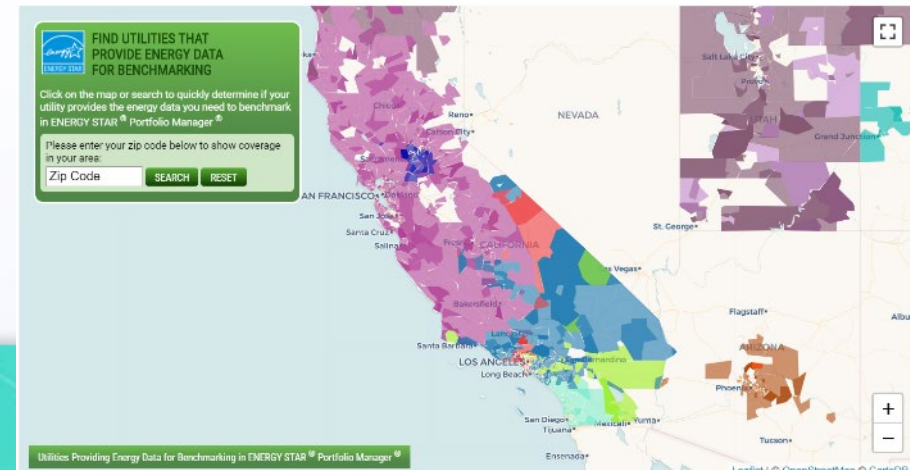 FIND UTILITIES THAT
PROVIDE ENERGY DATA
FOR BENCHMARKING
ENERGY STAR
Click on the map or search to quickly determine if your
utility provides the energy data you need to benchmark
in ENERGY STAR ® Portfolio Manager ®
Please enter your zip code below to show coverage
in your area:
Zip Code SEARCH RESET
Salt Lake City
Provo
UTAH
Grand Junction
Chico
Reno
NEVADA
Carson City
Sacramento
AN FRANCISCO
Oakland
San Jose
Santa Cruz
Salinas
Fresno
CALIFORNIA
St. George
s Vegas
Bakersfield
Lancaster
Santa Barbara
LOS ANGELES
Bernardino
Long Beach
Flagstaff
Albu
ARIZONA
Phoenix
San Diego
Mexicali
Yuma
Tijuana
Tucson
Ensenada
+
−
Utilities Providing Energy Data for Benchmarking in ENERGY STAR ® Portfolio Manager ®
Leaflet | © OpenStreetMap © CartoDB